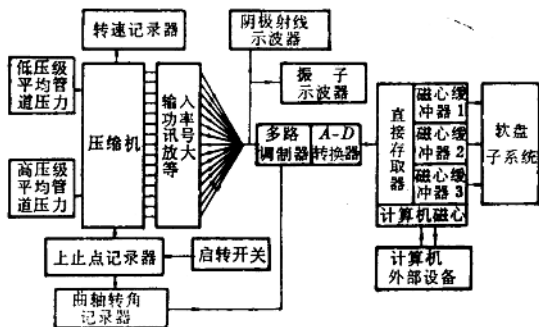 转速记录器
阴极射线
示波器
低压级
平均管
道压力
振子
示波器
压缩机
输入
功率
讯号
放大
等
多路
调制器
A-D
转换器
直接存取器
磁心缓
冲器1
磁心缓
冲器2
磁心缓
冲器3
软盘
子系统
高压级
平均管
道压力
计算机磁心
上止点记录器
启转开关
计算机
外部设备
曲轴转角
记录器